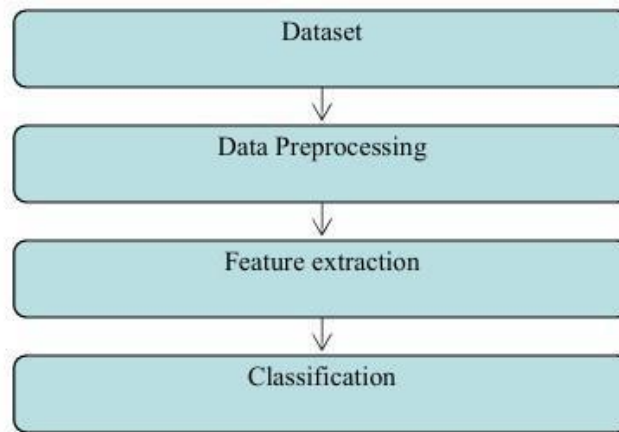 Dataset
Data Preprocessing
Feature extraction
Classification